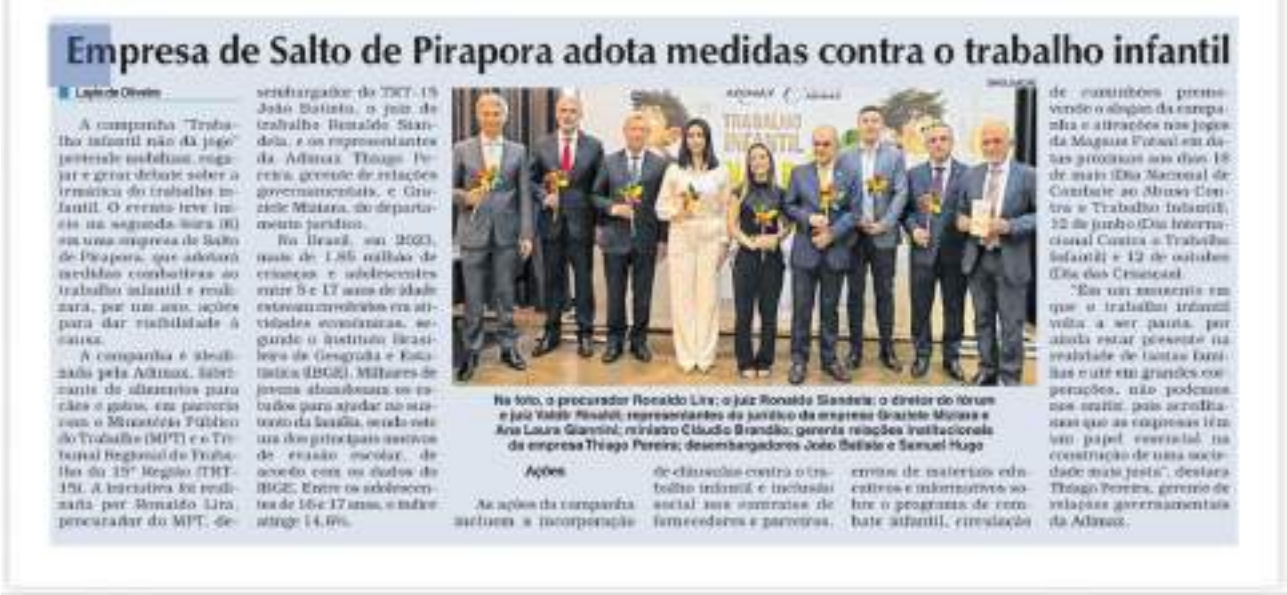 Empresa de Salto de Pirapora adota medidas contra o trabalho infantil
A campanha "Traba-
lho infantil não dá jogo"
pretende mobilizar, enga-
jar e gerar debate sobre a
temática do trabalho in-
fantil. O evento teve iní-
cio na segunda-feira (8)
em uma empresa de Salto
de Pirapora, que adotará
medidas combativas ao
trabalho infantil e reali-
zará, por um ano, ações
para dar visibilidade à
causa.
A campanha é ideali-
zada pela Adimax, fabri-
cante de alimentos para
cães e gatos, em parceria
com o Ministério Público
do Trabalho (MPT) e o Tri-
bunal Regional do Traba-
lho da 15ª Região (TRT-
15). A iniciativa foi reali-
zada por Ronaldo Lira,
procurador do MPT, de-
sembargador do TRT-15
João Batista, o juiz do
trabalho Ronaldo Sian-
dela, e os representantes
da Adimax Thiago Pe-
reira, gerente de relações
governamentais, e Gra-
ziele Miziara, do departa-
mento jurídico.
No Brasil, em 2023,
mais de 1,85 milhão de
crianças e adolescentes
entre 5 e 17 anos de idade
estavam envolvidos em ati-
vidades econômicas, se-
gundo o Instituto Brasi-
leiro de Geografia e Esta-
tística (IBGE). Milhares de
jovens abandonam os es-
tudos para ajudar no sus-
tento da família, sendo este
um dos principais motivos
de evasão escolar, de
acordo com os dados do
IBGE. Entre os adolescen-
tes de 16 e 17 anos, o índice
atinge 14,6%.
TRABALHO
INFANTIL
Na foto, o procurador Ronaldo Lira; o juiz Ronaldo Siandela; o diretor do fórum
e juiz Valdir Rinaldi; representantes do jurídico da empresa Graziele Miziara e
Ana Laura Giannini; ministro Cláudio Brandão; gerente relações institucionais
da empresa Thiago Pereira; desembargadores João Batista e Samuel Hugo
Ações
As ações da campanha
incluem a incorporação
de cláusulas contra o tra-
balho infantil e inclusão
social nos contratos de
fornecedores e parceiros,
envios de materiais edu-
cativos e informativos so-
bre o programa de com-
bate infantil, circulação
de caminhões promo-
vendo o slogan da campa-
nha e ativações nos jogos
da Magnus Futsal em da-
tas próximas aos dias 18
de maio (Dia Nacional de
Combate ao Abuso Con-
tra o Trabalho Infantil),
12 de junho (Dia Interna-
cional Contra o Trabalho
Infantil) e 12 de outubro
(Dia das Crianças).
"Em um momento em
que o trabalho infantil
volta a ser pauta, por
ainda estar presente na
realidade de tantas famí-
lias e até em grandes cor-
porações, não podemos
nos omitir, pois acredita-
mos que as empresas têm
um papel essencial na
construção de uma socie-
dade mais justa", destaca
Thiago Pereira, gerente de
relações governamentais
da Adimax.